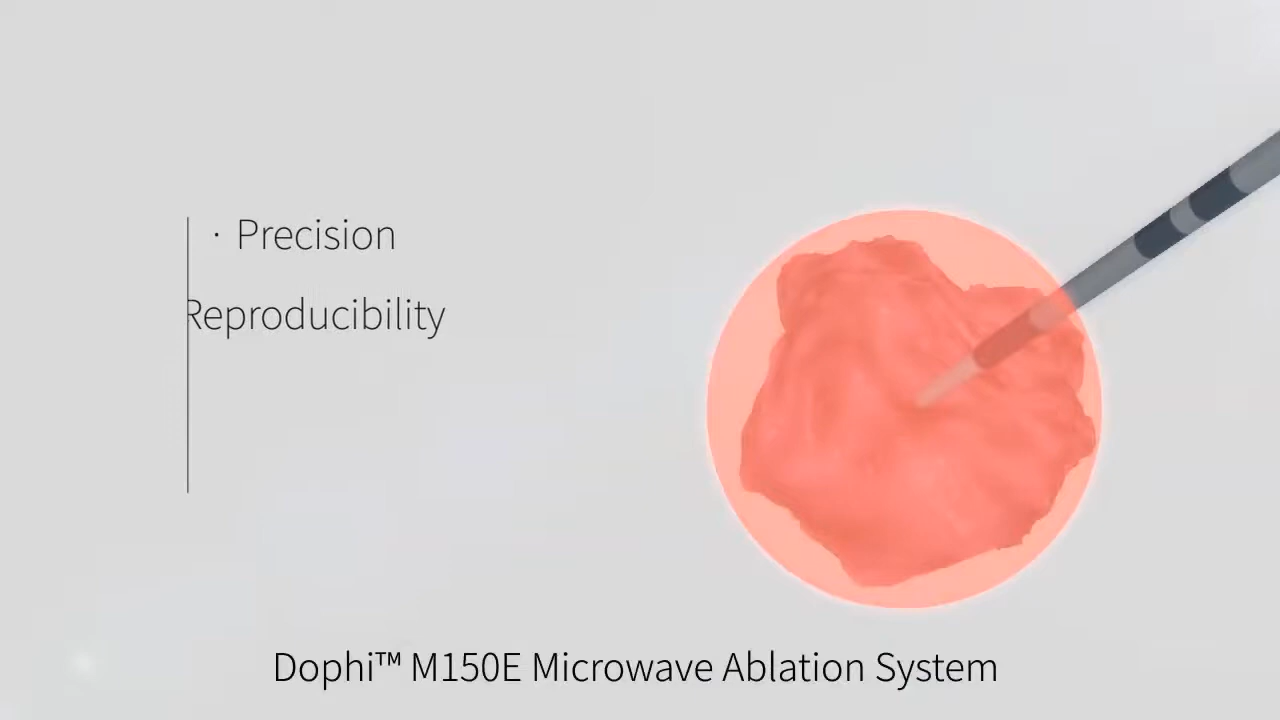 · Precision
Reproducibility
Dophi™ M150E Microwave Ablation System